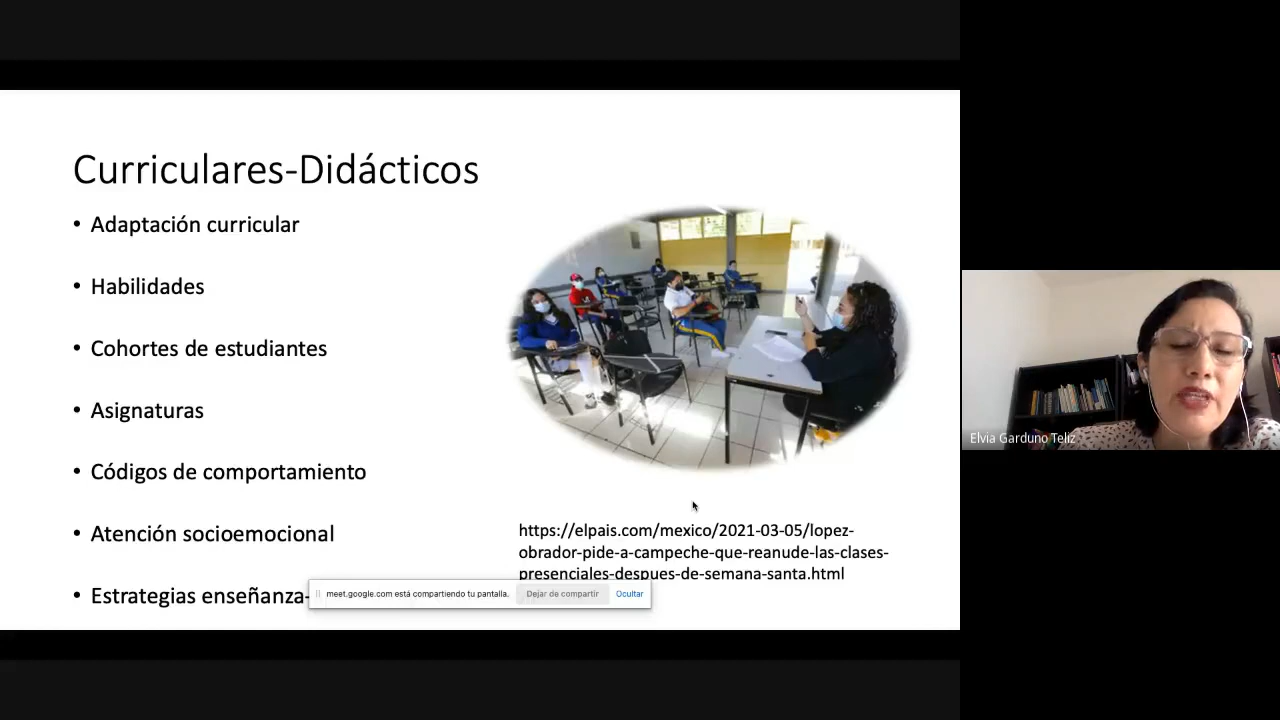 Curriculares-Didácticos
• Adaptación curricular
• Habilidades
• Cohortes de estudiantes
• Asignaturas
• Códigos de comportamiento
• Atención socioemocional
• Estrategias enseñanza-
https://elpais.com/mexico/2021-03-05/lopez-
obrador-pide-a-campeche-que-reanude-las-clases-
presenciales-despues-de-semana-santa.html
meet.google.com está compartiendo tu pantalla. Dejar de compartir Ocultar
Elvia Garduno Teliz